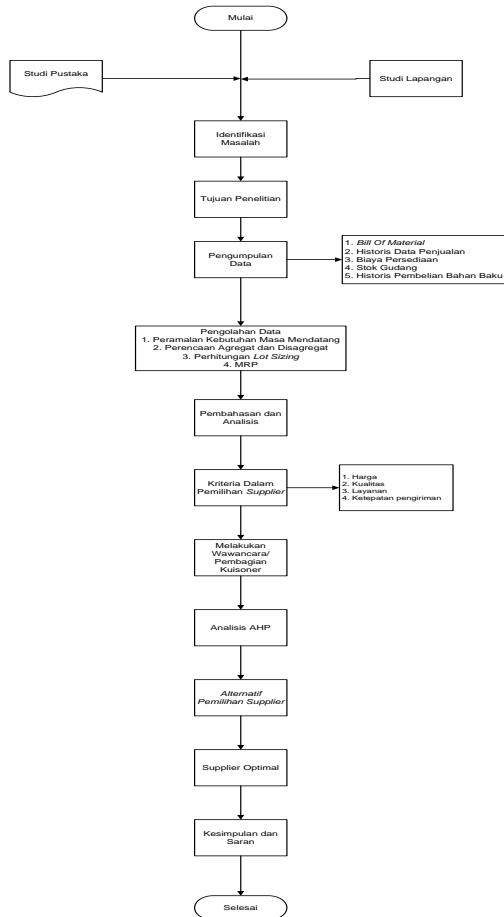 Mulai
Studi Pustaka
Studi Lapangan
Identifikasi
Masalah
Tujuan Penelitian
Pengumpulan
Data
1. Bill Of Material
2. Historis Data Penjualan
3. Biaya Persediaan
4. Stok Gudang
5. Historis Pembelian Bahan Baku
Pengolahan Data
1. Peramalan Kebutuhan Masa Mendatang
2. Perencaan Agregat dan Disagregat
3. Perhitungan Lot Sizing
4. MRP
Pembahasan dan
Analisis
Kriteria Dalam
Pemilihan Supplier
1. Harga
2. Kualitas
3. Layanan
4. Ketepatan pengiriman
Melakukan
Wawancara/
Pembagian
Kuisoner
Analisis AHP
Alternatif
Pemilihan Supplier
Supplier Optimal
Kesimpulan dan
Saran
Selesai